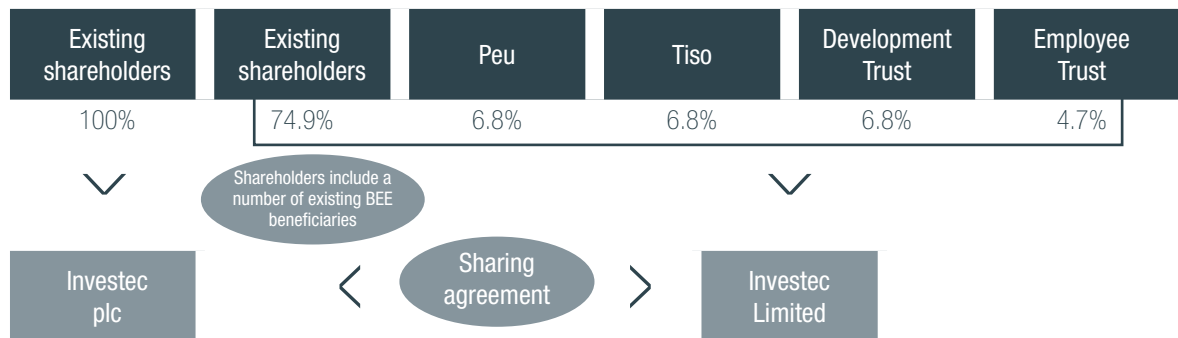 Existing
shareholders
Existing
shareholders
Peu
Tiso
Development
Trust
Employee
Trust
100%
74.9%
6.8%
6.8%
6.8%
4.7%
Shareholders include a
number of existing BEE
beneficiaries
Investec
plc
Sharing
agreement
Investec
Limited